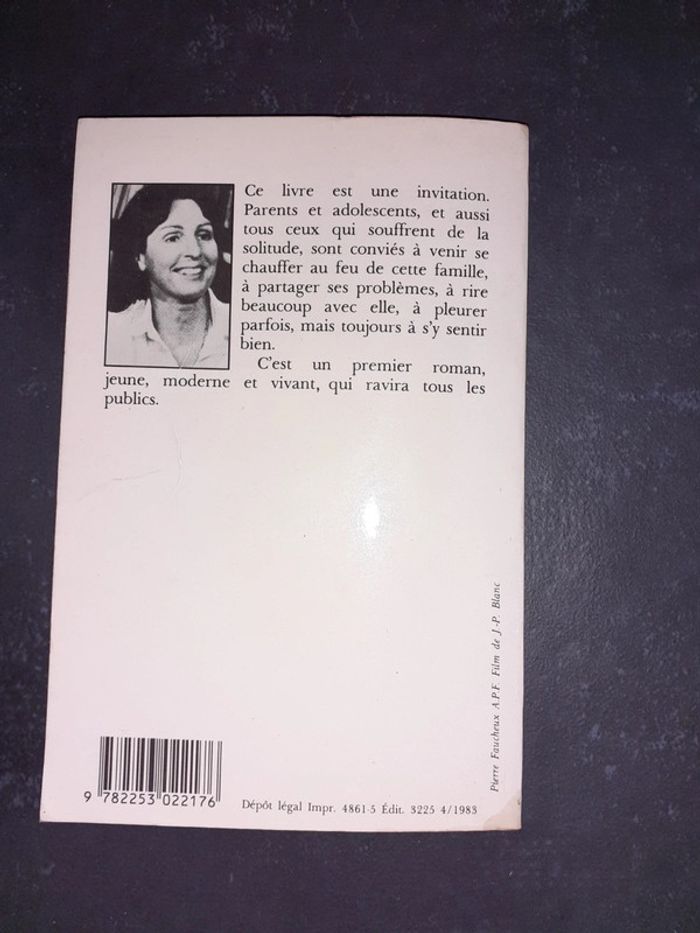 Ce livre est une invitation.
Parents et adolescents, et aussi
tous ceux qui souffrent de la
solitude, sont conviés à venir se
chauffer au feu de cette famille,
à partager ses problèmes, à rire
beaucoup avec elle, à pleurer
parfois, mais toujours à s'y sentir
bien.
C'est un premier roman,
jeune, moderne et vivant, qui ravira tous les
publics.
Pierre Faucheux A.P.F. Film de J.-P. Blanc
9 782253 022176
Dépôt légal Impr. 4861-5 Édit. 3225 4/1983